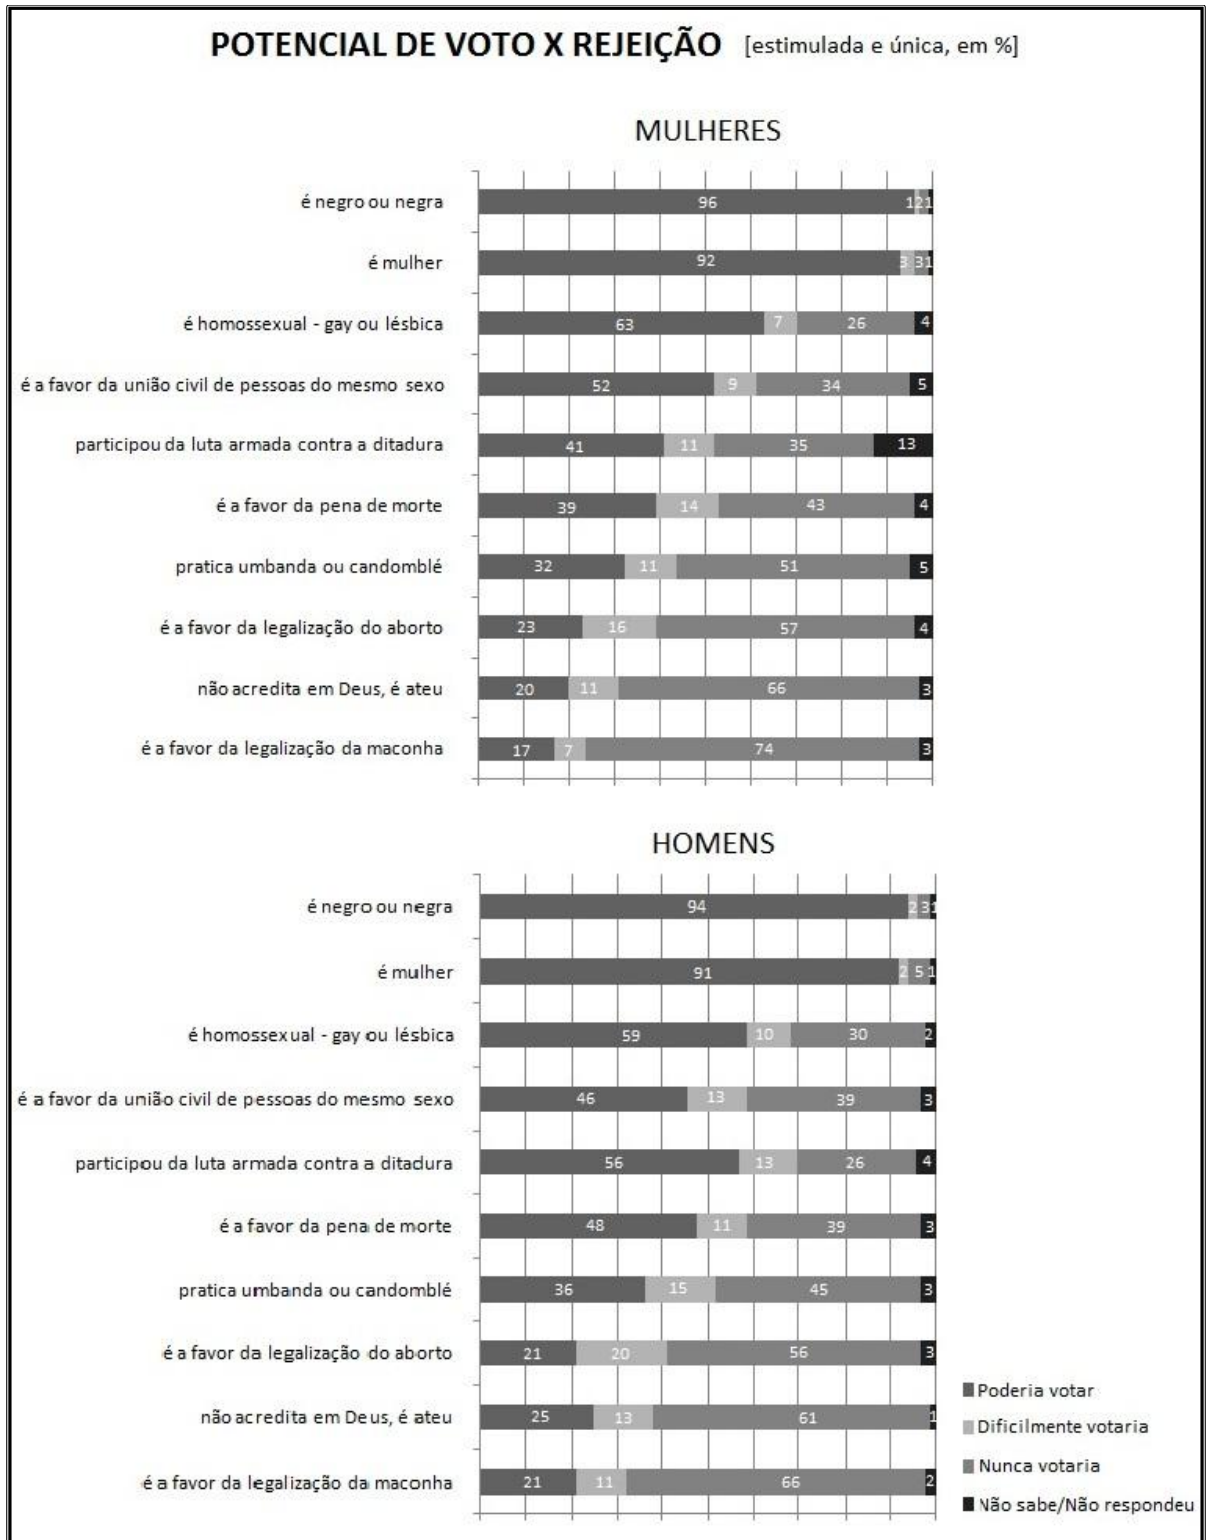 POTENCIAL DE VOTO X REJEIÇÃO [estimulada e única, em %]
MULHERES
é negro ou negra 96 1 2 1
é mulher 92 3 3 1
é homossexual - gay ou lésbica 63 7 26 4
é a favor da união civil de pessoas do mesmo sexo 52 9 34 5
participou da luta armada contra a ditadura 41 11 35 13
é a favor da pena de morte 39 14 43 4
pratica umbanda ou candomblé 32 11 51 5
é a favor da legalização do aborto 23 16 57 4
não acredita em Deus, é ateu 20 11 66 3
é a favor da legalização da maconha 17 7 74 3
HOMENS
é negro ou negra 94 2 3 1
é mulher 91 2 5 1
é homossexual - gay ou lésbica 59 10 30 2
é a favor da união civil de pessoas do mesmo sexo 46 13 39 3
participou da luta armada contra a ditadura 56 13 26 4
é a favor da pena de morte 48 11 39 3
pratica umbanda ou candomblé 36 15 45 3
é a favor da legalização do aborto 21 20 56 3
não acredita em Deus, é ateu 25 13 61 1
é a favor da legalização da maconha 21 11 66 2
Poderia votar
Dificilmente votaria
Nunca votaria
Não sabe/Não respondeu